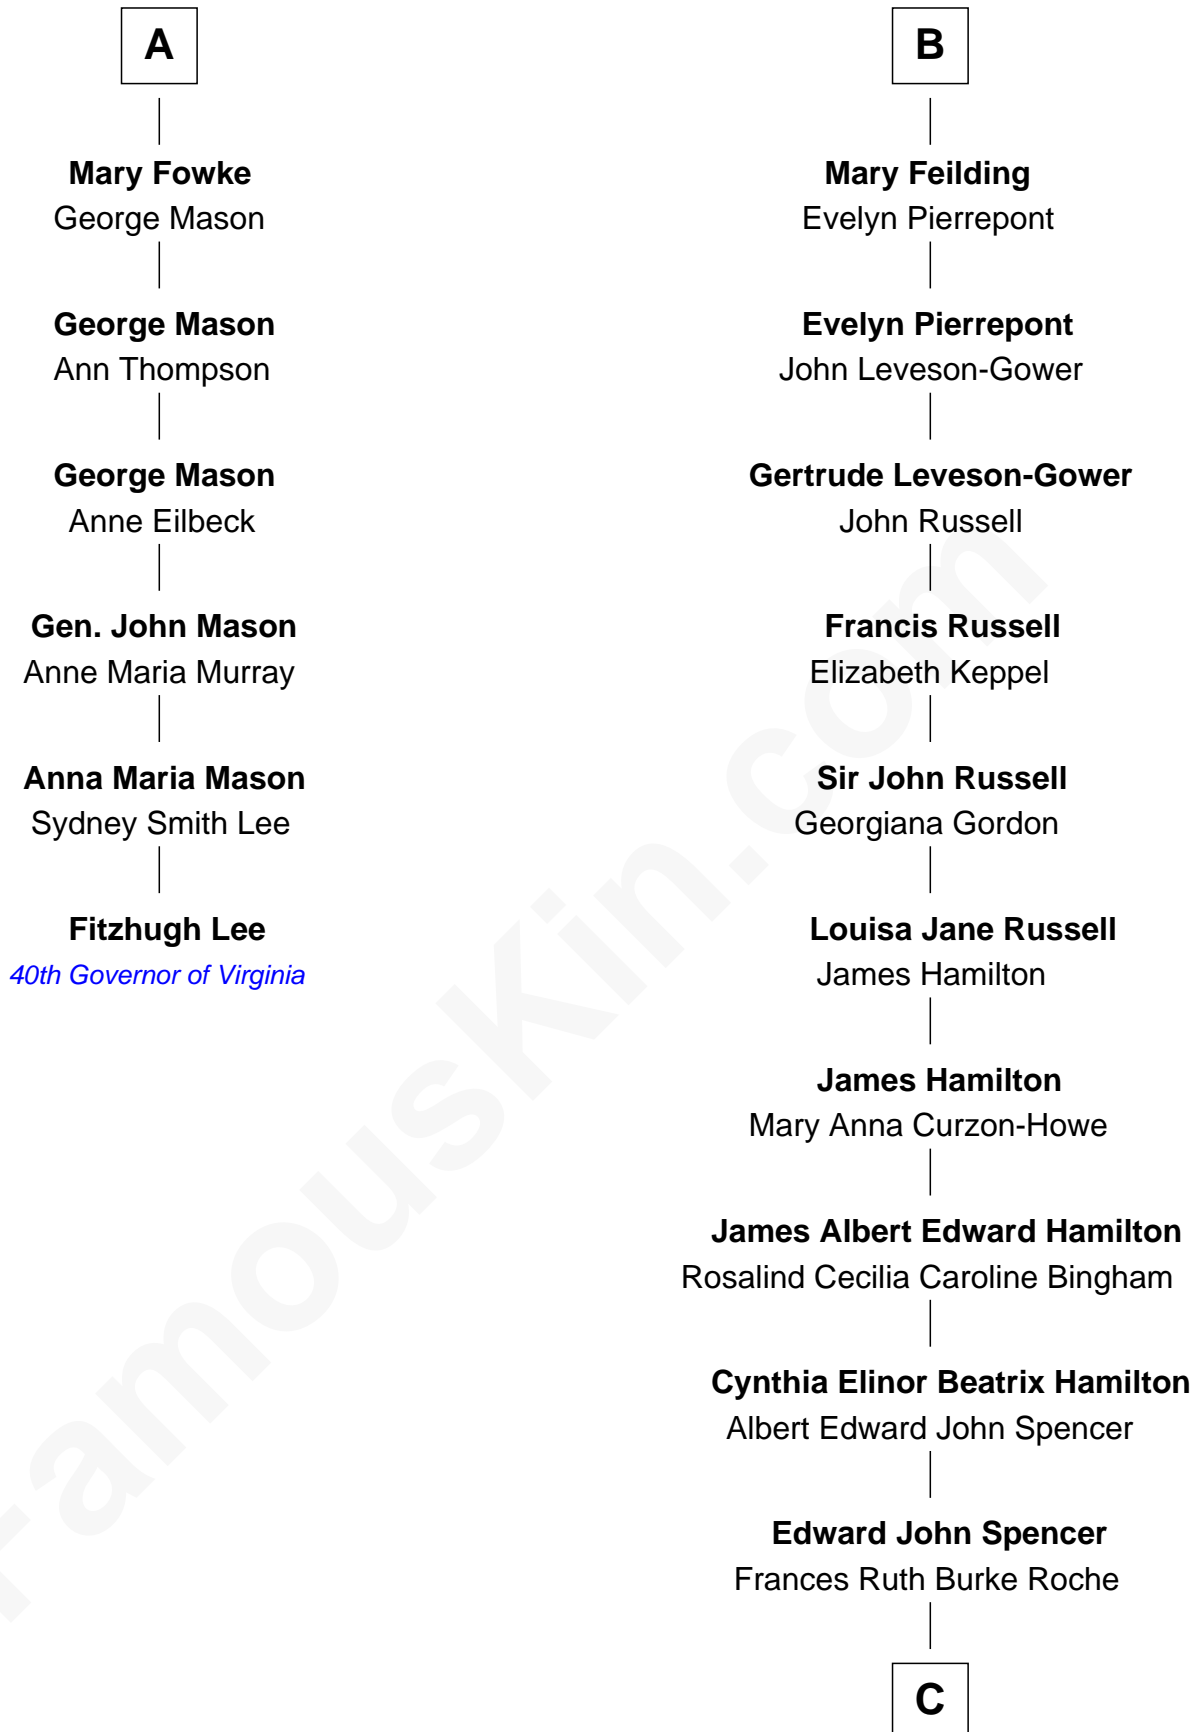 A
Mary Fowke
George Mason
George Mason
Ann Thompson
George Mason
Anne Eilbeck
Gen. John Mason
Anne Maria Murray
Anna Maria Mason
Sydney Smith Lee
Fitzhugh Lee
40th Governor of Virginia
B
Mary Feilding
Evelyn Pierrepont
Evelyn Pierrepont
John Leveson-Gower
Gertrude Leveson-Gower
John Russell
Francis Russell
Elizabeth Keppel
Sir John Russell
Georgiana Gordon
Louisa Jane Russell
James Hamilton
James Hamilton
Mary Anna Curzon-Howe
James Albert Edward Hamilton
Rosalind Cecilia Caroline Bingham
Cynthia Elinor Beatrix Hamilton
Albert Edward John Spencer
Edward John Spencer
Frances Ruth Burke Roche
C
FamousKin.com